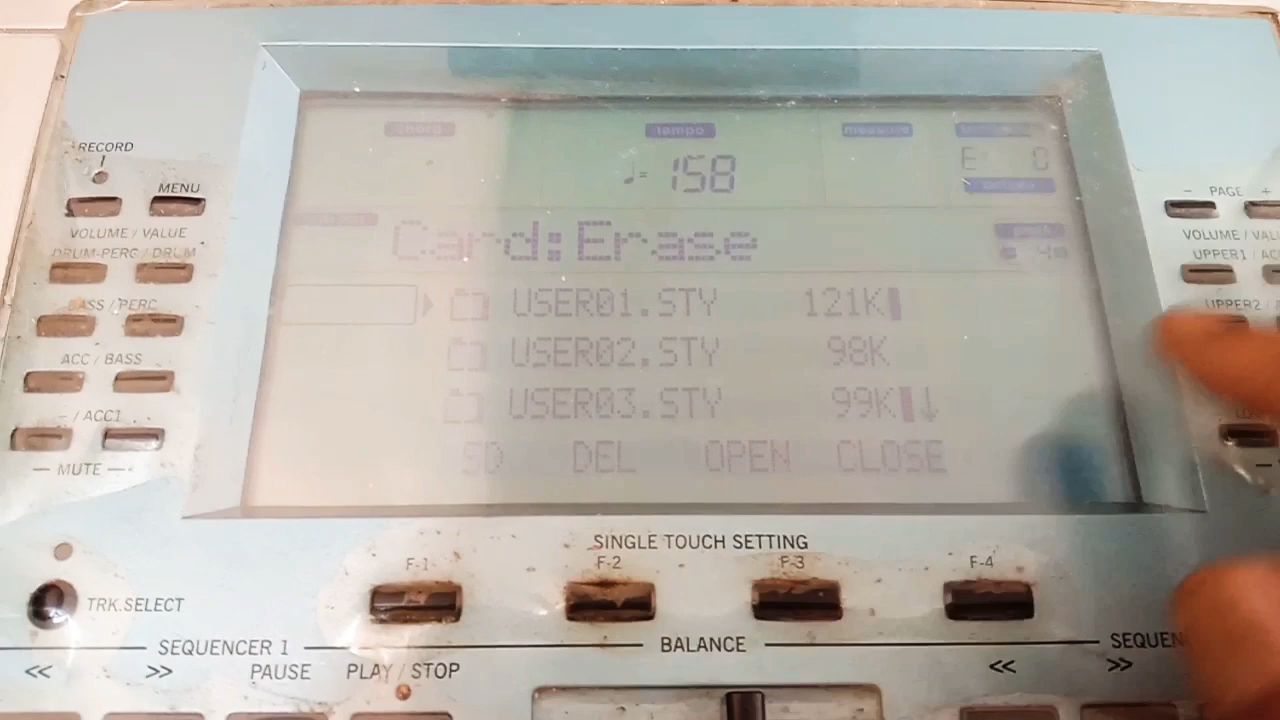 RECORD
MENU
VOLUME / VALUE
DRUM-PERC / DRUM
BASS / PERC
ACC / BASS
- / ACC1
MUTE
chord
tempo
measure
♩= 158
E 0
Card:Erase
USER01.STY 121K
USER02.STY 98K
USER03.STY 99K ↓
SD DEL OPEN CLOSE
- PAGE +
VOLUME / VAL
UPPER1 / AC
UPPER2 /
SINGLE TOUCH SETTING
F-1 F-2 F-3 F-4
TRK.SELECT
SEQUENCER 1
BALANCE
SEQUEN
<< >> PAUSE PLAY / STOP << >>